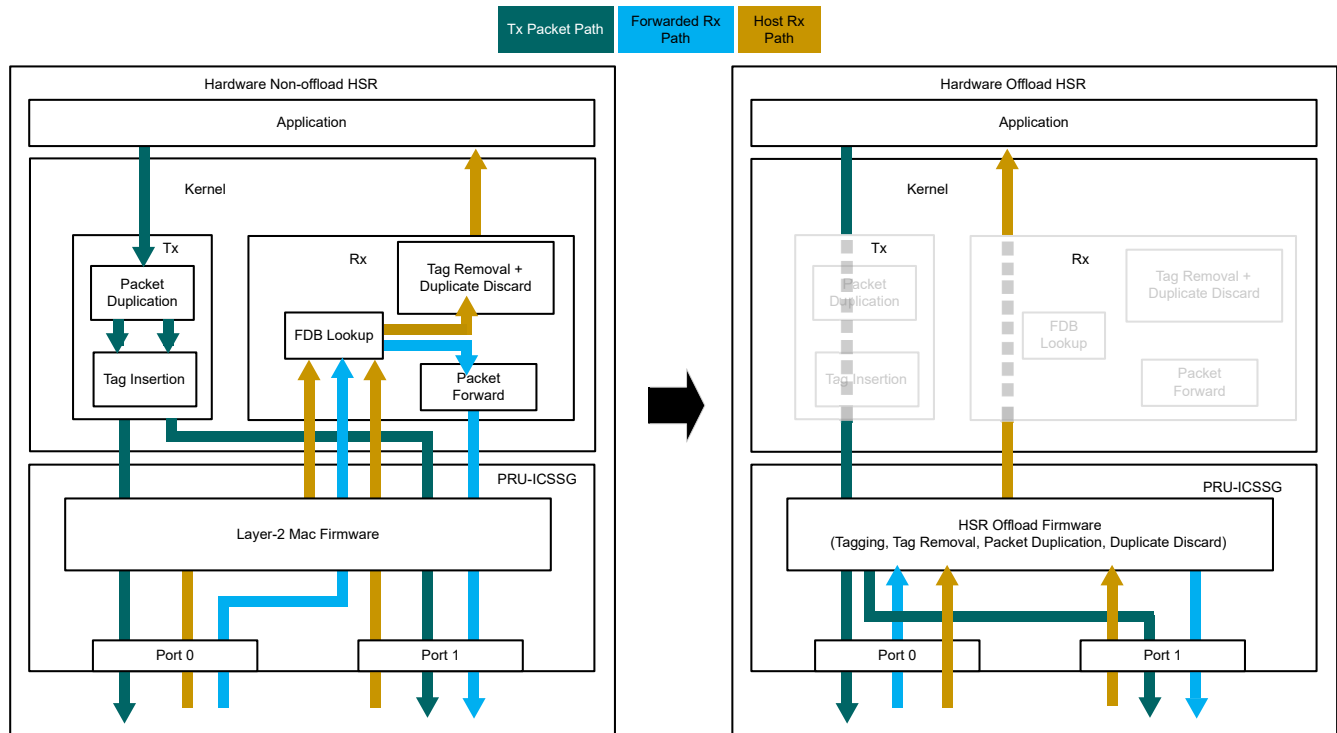 Tx Packet Path
Forwarded Rx
Path
Host Rx
Path
Hardware Non-offload HSR
Application
Kernel
Tx
Packet
Duplication
Tag Insertion
Rx
Tag Removal +
Duplicate Discard
FDB Lookup
Packet
Forward
PRU-ICSSG
Layer-2 Mac Firmware
Port 0
Port 1
Hardware Offload HSR
Application
Kernel
Tx
Packet
Duplication
Tag Insertion
Rx
Tag Removal +
Duplicate Discard
FDB
Lookup
Packet
Forward
PRU-ICSSG
HSR Offload Firmware
(Tagging, Tag Removal, Packet Duplication, Duplicate Discard)
Port 0
Port 1